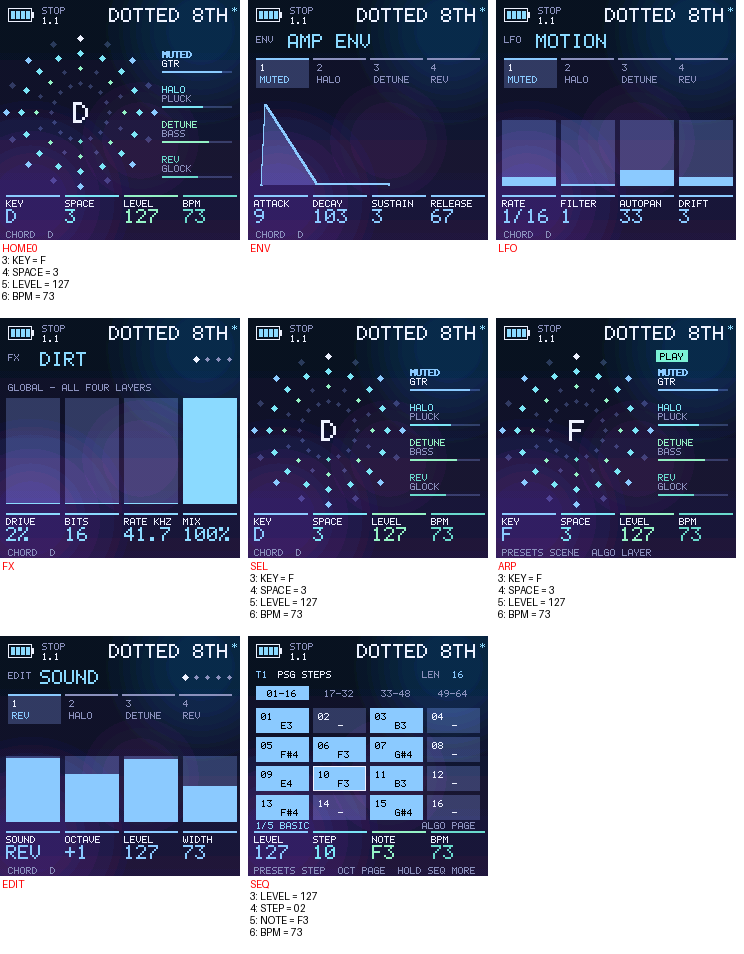 STOP
1.1
DOTTED 8TH*
MUTED
GTR
HALO
PLUCK
DETUNE
BASS
REV
GLOCK
D
KEY SPACE LEVEL BPM
D 3 127 73
CHORD D
HOME0
3: KEY = F
4: SPACE = 3
5: LEVEL = 127
6: BPM = 73
STOP
1.1
DOTTED 8TH*
ENV AMP ENV
1 2 3 4
MUTED HALO DETUNE REV
ATTACK DECAY SUSTAIN RELEASE
9 103 3 67
CHORD D
ENV
STOP
1.1
DOTTED 8TH*
LFO MOTION
1 2 3 4
MUTED HALO DETUNE REV
RATE FILTER AUTOPAN DRIFT
1/16 1 33 3
CHORD D
LFO
STOP
1.1
DOTTED 8TH*
FX DIRT
GLOBAL - ALL FOUR LAYERS
DRIVE BITS RATE KHZ MIX
2% 16 41.7 100%
CHORD D
FX
STOP
1.1
DOTTED 8TH*
MUTED
GTR
HALO
PLUCK
DETUNE
BASS
REV
GLOCK
D
KEY SPACE LEVEL BPM
D 3 127 73
CHORD D
SEL
3: KEY = F
4: SPACE = 3
5: LEVEL = 127
6: BPM = 73
STOP
1.1
DOTTED 8TH*
PLAY
MUTED
GTR
HALO
PLUCK
DETUNE
BASS
REV
GLOCK
F
KEY SPACE LEVEL BPM
F 3 127 73
PRESETS SCENE ALGO LAYER
ARP
3: KEY = F
4: SPACE = 3
5: LEVEL = 127
6: BPM = 73
STOP
1.1
DOTTED 8TH*
EDIT SOUND
1 2 3 4
REV HALO DETUNE REV
SOUND OCTAVE LEVEL WIDTH
REV +1 127 73
CHORD D
EDIT
STOP
1.1
DOTTED 8TH*
T1 PSG STEPS LEN 16
01-16 17-32 33-48 49-64
01 E3 02 - 03 B3 04 -
05 F#4 06 F3 07 G#4 08 -
09 E4 10 F3 11 B3 12 -
13 F#4 14 - 15 G#4 16 -
1/5 BASIC ALGO PAGE
LEVEL STEP NOTE BPM
127 10 F3 73
PRESETS STEP OCT PAGE HOLD SEQ MORE
SEQ
3: LEVEL = 127
4: STEP = 02
5: NOTE = F3
6: BPM = 73